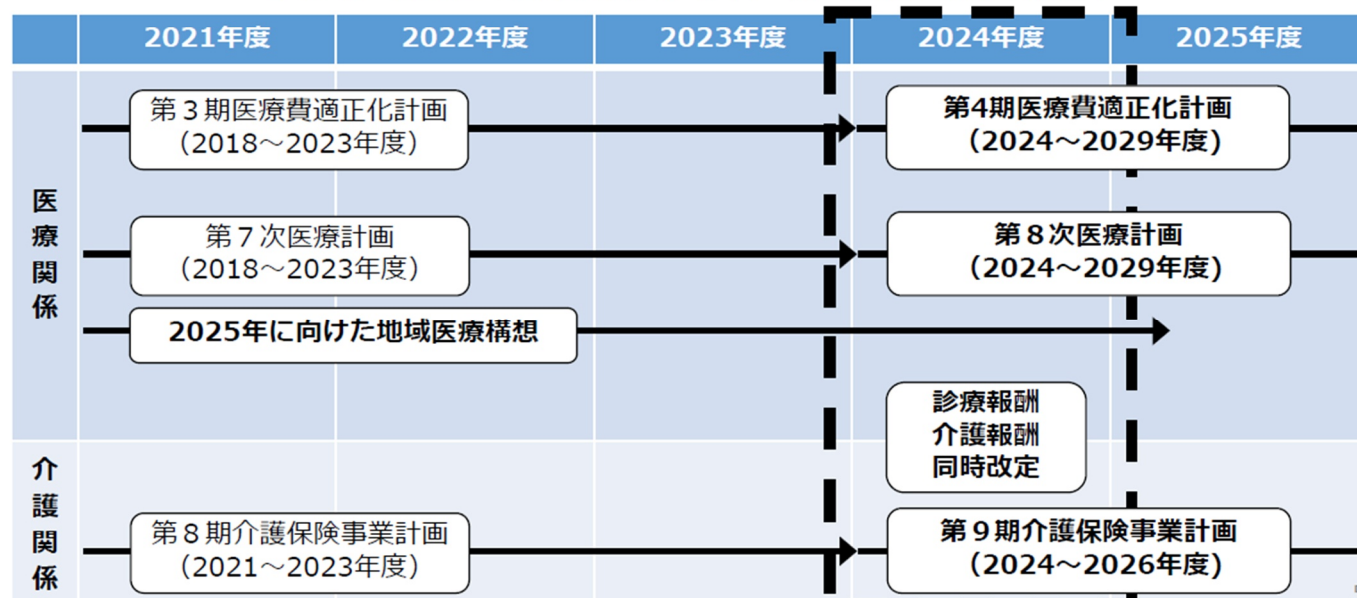 2021年度 2022年度 2023年度 2024年度 2025年度
医療関係
第３期医療費適正化計画
（2018～2023年度）
第4期医療費適正化計画
（2024～2029年度）
第７次医療計画
（2018～2023年度）
第８次医療計画
（2024～2029年度）
2025年に向けた地域医療構想
診療報酬
介護報酬
同時改定
介護関係
第８期介護保険事業計画
（2021～2023年度）
第９期介護保険事業計画
（2024～2026年度）